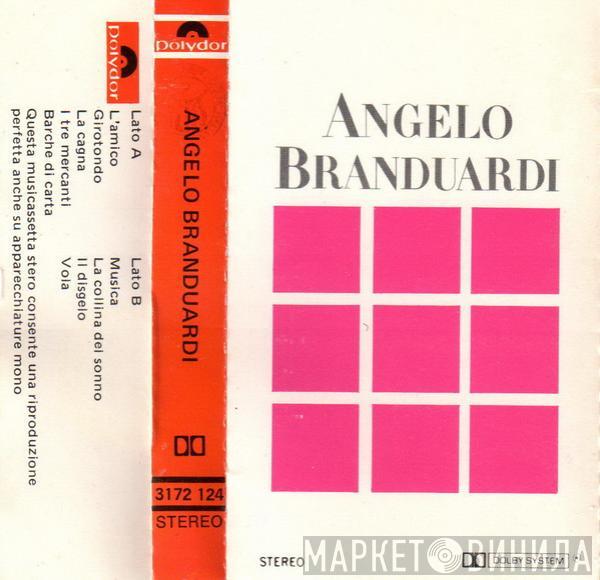 Polydor
Lato A
L'amico
Girotondo
La cagna
I tre mercanti
Barche di carta
Lato B
Musica
La collina del sonno
Il disgelo
Vola
Questa musicassetta stero consente una riproduzione
perfetta anche su apparecchiature mono
Polydor
ANGELO BRANDUARDI
3172 124
STEREO
ANGELO
BRANDUARDI
STEREO
DOLBY SYSTEM
МАРКЕТ ВИНИЛА